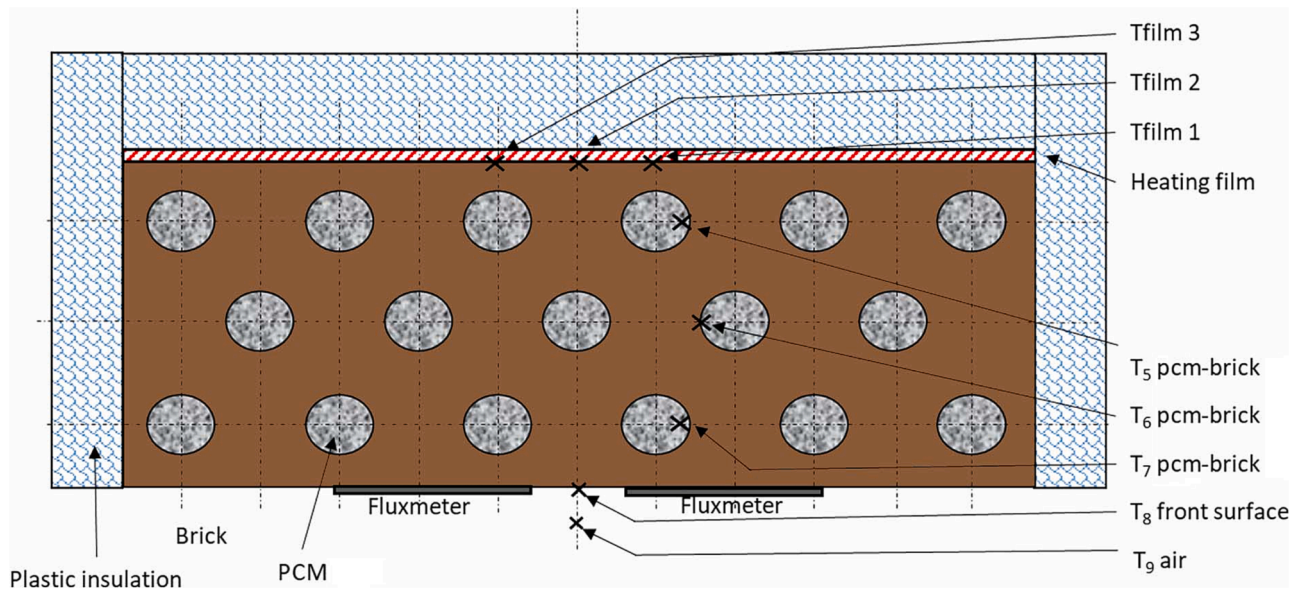 Tfilm 3
Tfilm 2
Tfilm 1
Heating film
T5 pcm-brick
T6 pcm-brick
T7 pcm-brick
Fluxmeter
Fluxmeter
T8 front surface
Brick
T9 air
PCM
Plastic insulation